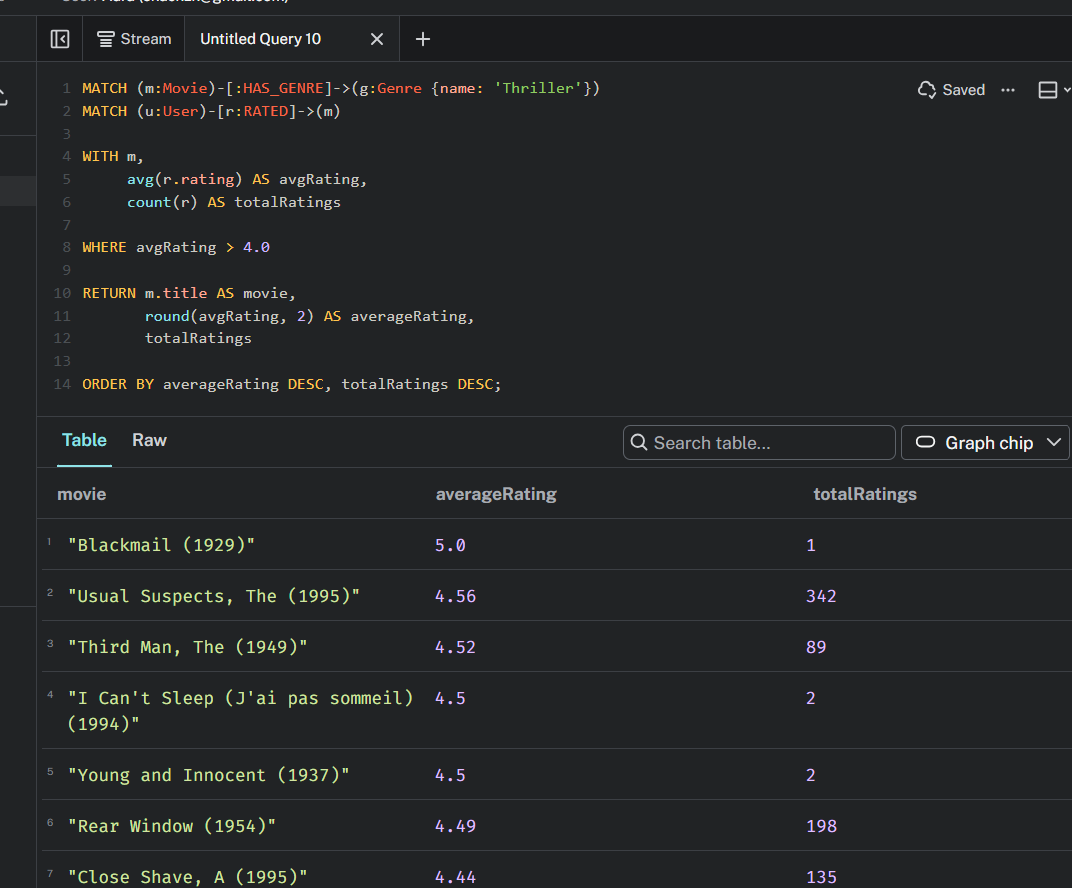 Stream
Untitled Query 10
1 MATCH (m:Movie)-[:HAS_GENRE]->(g:Genre {name: 'Thriller'})
Saved
2 MATCH (u:User)-[r:RATED]->(m)
3
4 WITH m,
5 avg(r.rating) AS avgRating,
6 count(r) AS totalRatings
7
8 WHERE avgRating > 4.0
9
10 RETURN m.title AS movie,
11 round(avgRating, 2) AS averageRating,
12 totalRatings
13
14 ORDER BY averageRating DESC, totalRatings DESC;
Table Raw
Search table...
Graph chip
movie averageRating totalRatings
1 "Blackmail (1929)" 5.0 1
2 "Usual Suspects, The (1995)" 4.56 342
3 "Third Man, The (1949)" 4.52 89
4 "I Can't Sleep (J'ai pas sommeil) 4.5 2
(1994)"
5 "Young and Innocent (1937)" 4.5 2
6 "Rear Window (1954)" 4.49 198
7 "Close Shave, A (1995)" 4.44 135